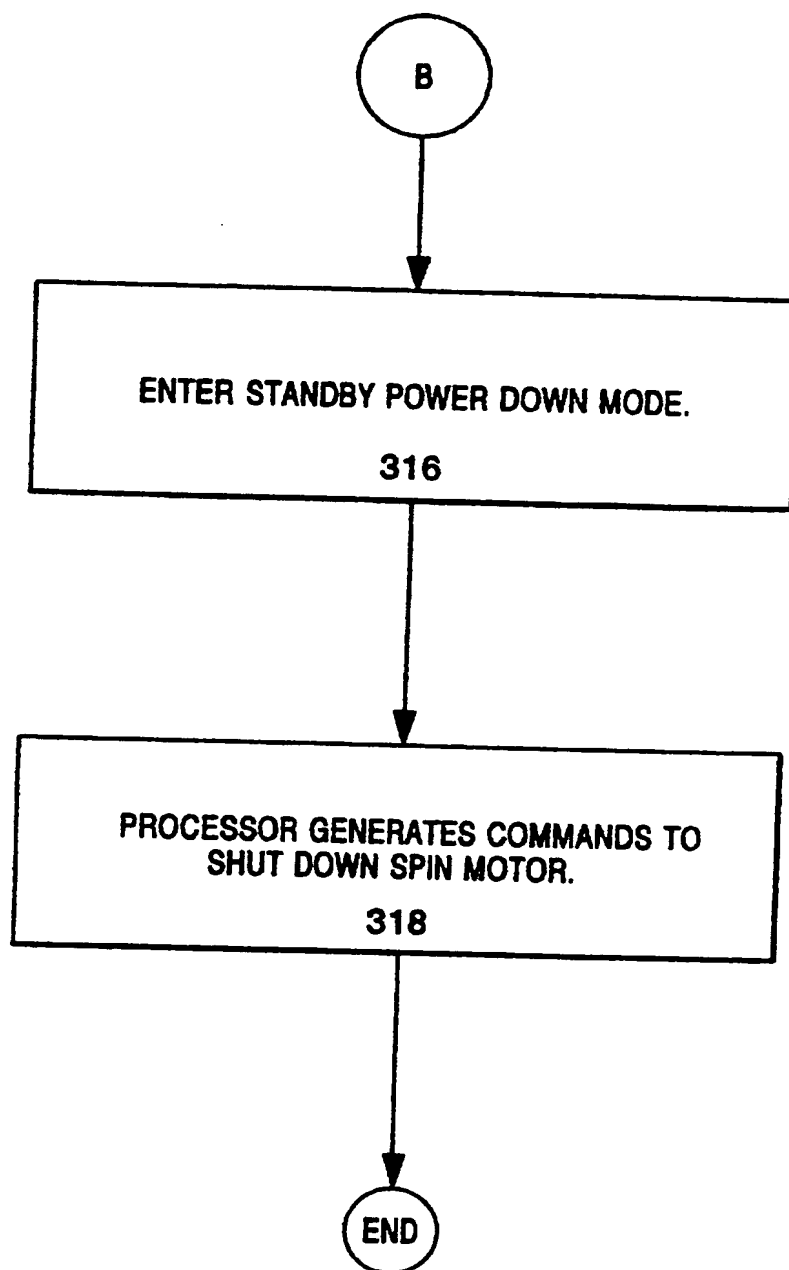 B
ENTER STANDBY POWER DOWN MODE.
316
PROCESSOR GENERATES COMMANDS TO
SHUT DOWN SPIN MOTOR.
318
END